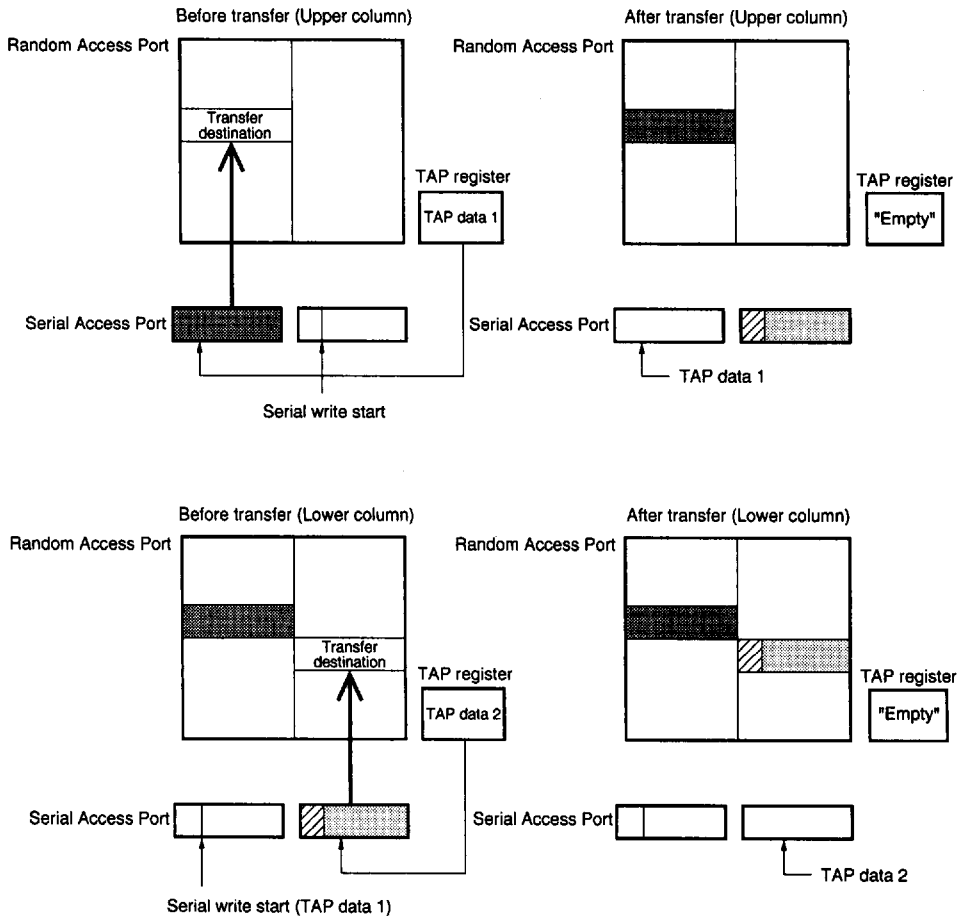 Before transfer (Upper column)
After transfer (Upper column)
Random Access Port
Random Access Port
Transfer
destination
TAP register
TAP data 1
TAP register
"Empty"
Serial Access Port
Serial Access Port
TAP data 1
Serial write start
Before transfer (Lower column)
After transfer (Lower column)
Random Access Port
Random Access Port
Transfer
destination
TAP register
TAP data 2
TAP register
"Empty"
Serial Access Port
Serial Access Port
TAP data 2
Serial write start (TAP data 1)